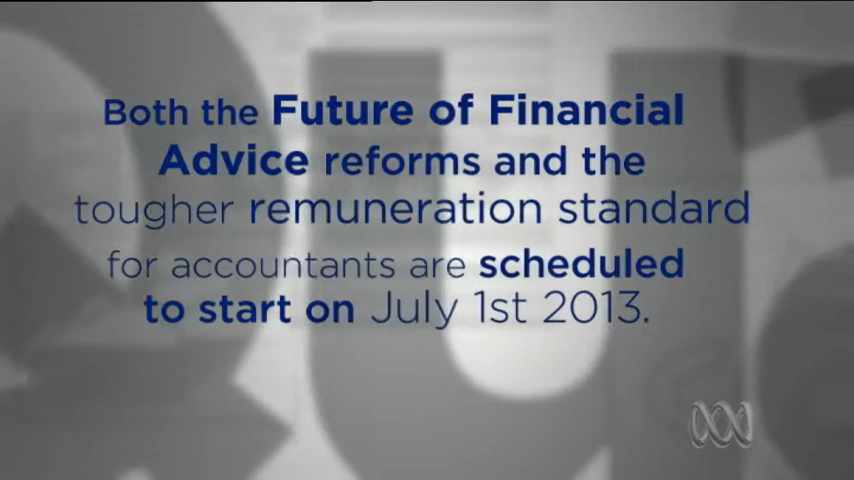 Both the Future of Financial
Advice reforms and the
tougher remuneration standard
for accountants are scheduled
to start on July 1st 2013.